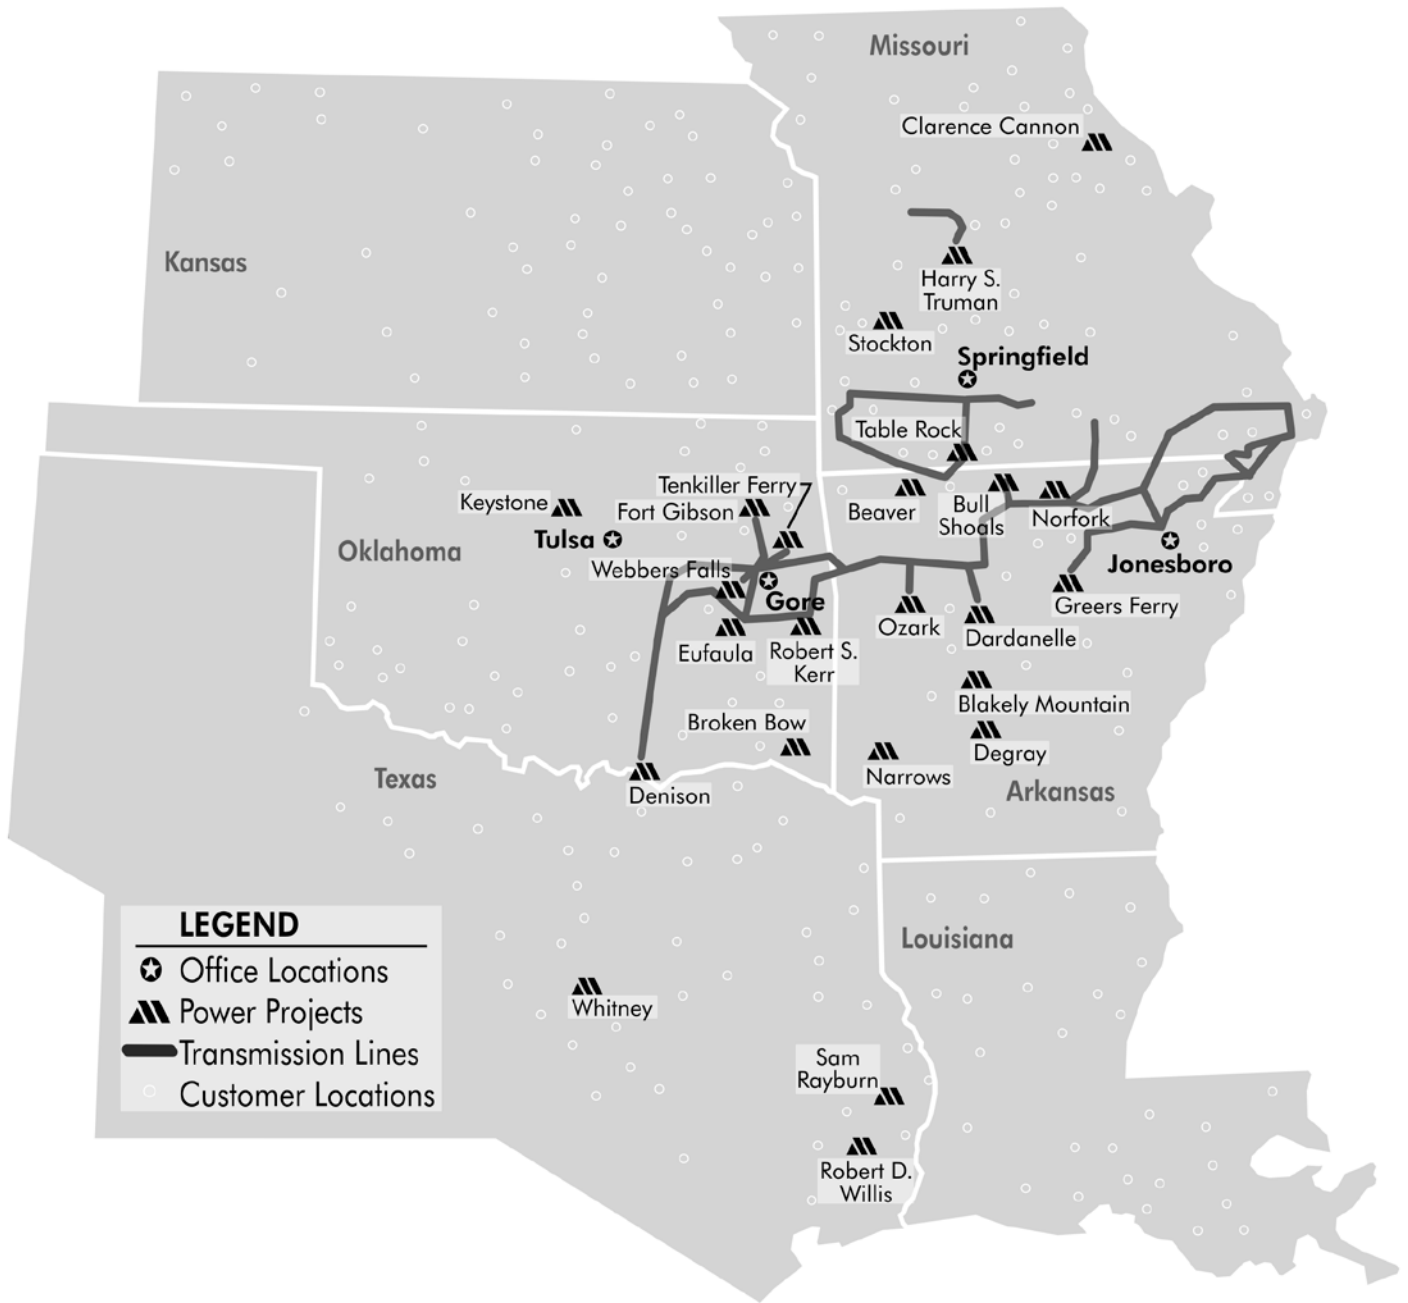 Missouri
Clarence Cannon
Kansas
Harry S.
Truman
Stockton
Springfield
Table Rock
Tenkiller Ferry
Keystone
Fort Gibson
Beaver
Bull
Shoals
Norfork
Tulsa
Oklahoma
Webbers Falls
Jonesboro
Gore
Greers Ferry
Ozark
Dardanelle
Eufaula
Robert S.
Kerr
Blakely Mountain
Broken Bow
Degray
Texas
Narrows
Denison
Arkansas
LEGEND
Office Locations
Power Projects
Transmission Lines
Customer Locations
Louisiana
Whitney
Sam
Rayburn
Robert D.
Willis